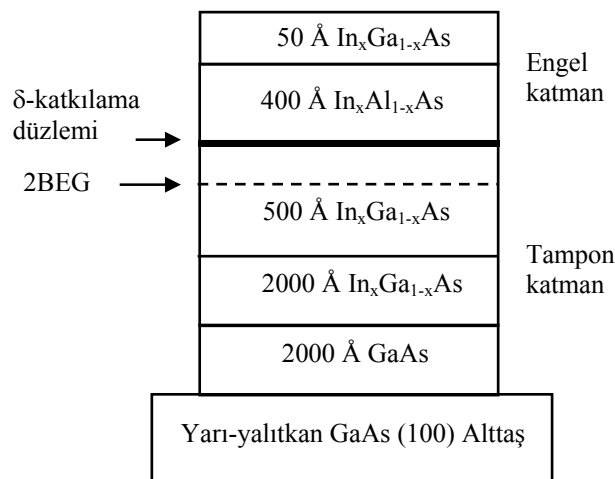 50 Å InₓGa₁₋ₓAs
Engel
katman
400 Å InₓAl₁₋ₓAs
δ-katkılama
düzlemi
2BEG
500 Å InₓGa₁₋ₓAs
Tampon
katman
2000 Å InₓGa₁₋ₓAs
2000 Å GaAs
Yarı-yalıtkan GaAs (100) Alttaş